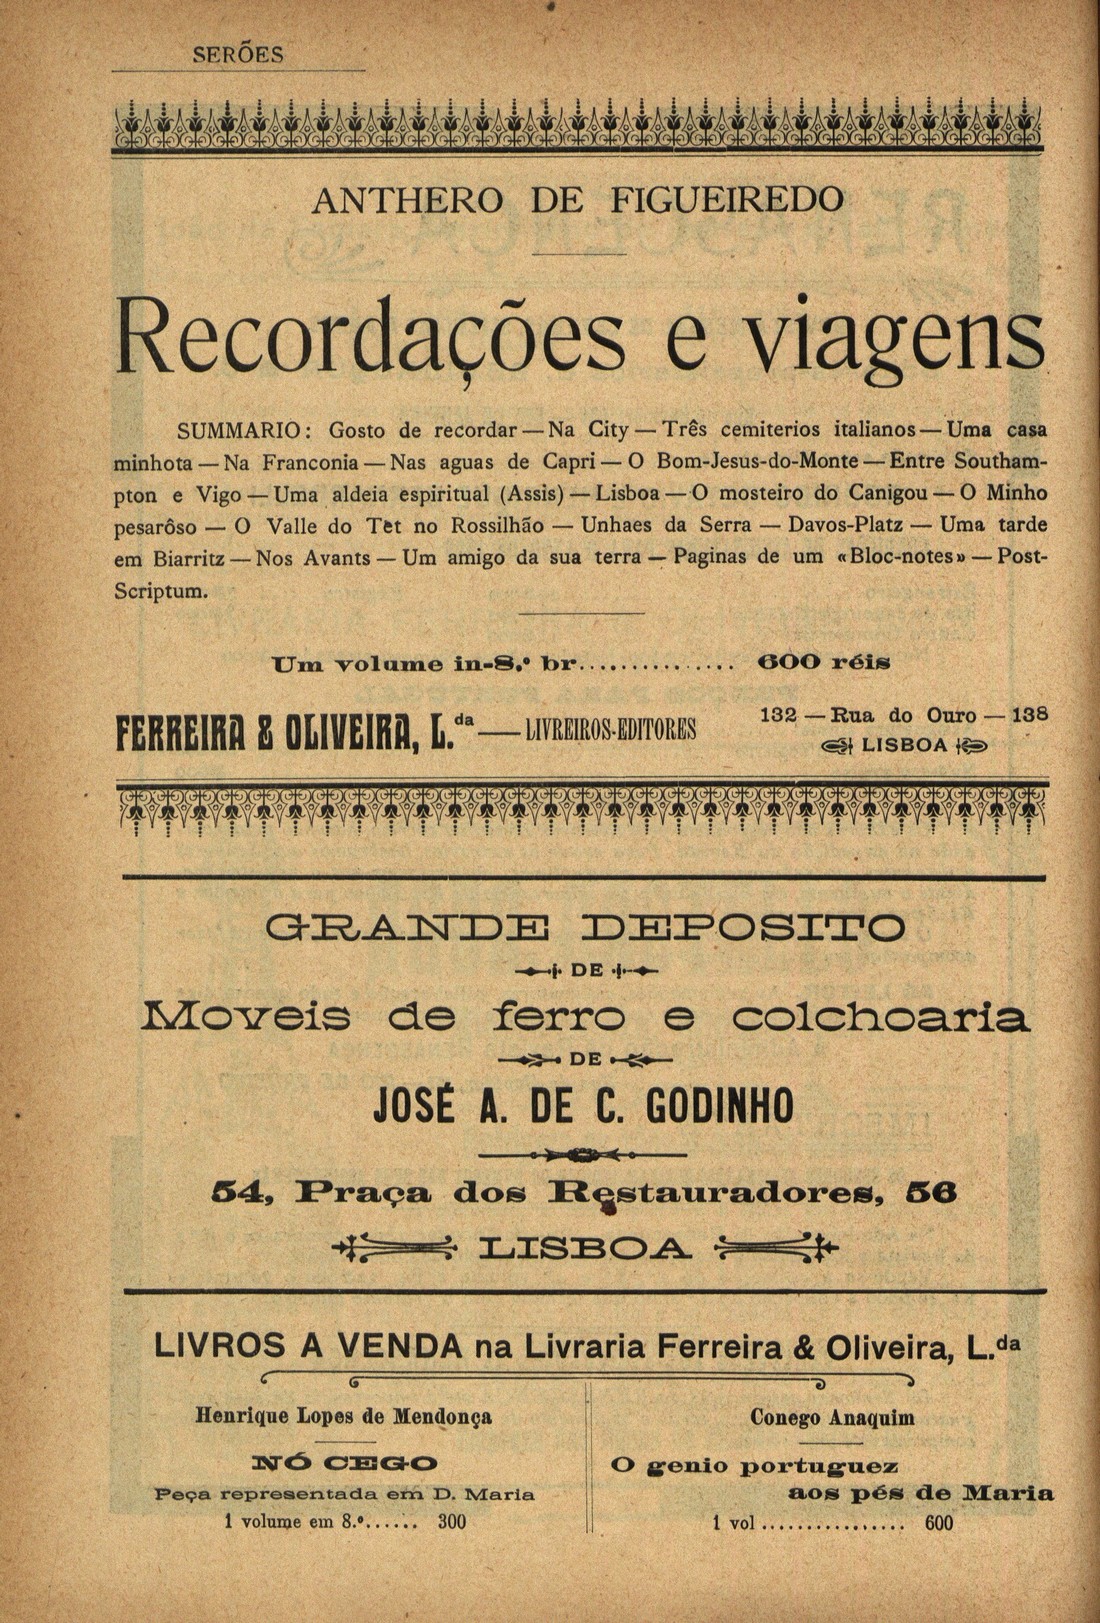 SERÕES
ANTHERO DE FIGUEIREDO
Recordações e viagens
SUMMARIO: Gosto de recordar — Na City — Três cemiterios italianos — Uma casa
minhota — Na Franconia — Nas aguas de Capri — O Bom-Jesus-do-Monte — Entre Southam-
pton e Vigo — Uma aldeia espiritual (Assis) — Lisboa — O mosteiro do Canigou — O Minho
pesarôso — O Valle do Tèt no Rossilhão — Unhaes da Serra — Davos-Platz — Uma tarde
em Biarritz — Nos Avants — Um amigo da sua terra — Paginas de um «Bloc-notes» — Post-
Scriptum.
Um volume in-8.º br............... 600 réis
FERREIRA & OLIVEIRA, L.da — LIVREIROS-EDITORES
132 — Rua do Ouro — 138
LISBOA
GRANDE DEPOSITO
DE
Moveis de ferro e colchoaria
DE
JOSÉ A. DE C. GODINHO
54, Praça dos Restauradores, 56
LISBOA
LIVROS A VENDA na Livraria Ferreira & Oliveira, L.da
Henrique Lopes de Mendonça
NÓ CEGO
Peça representada em D. Maria
1 volume em 8.º...... 300
Conego Anaquim
O genio portuguez
aos pés de Maria
1 vol ................ 600